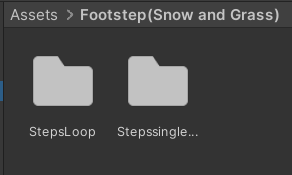 Assets > Footstep(Snow and Grass)
StepsLoop Stepssingle...